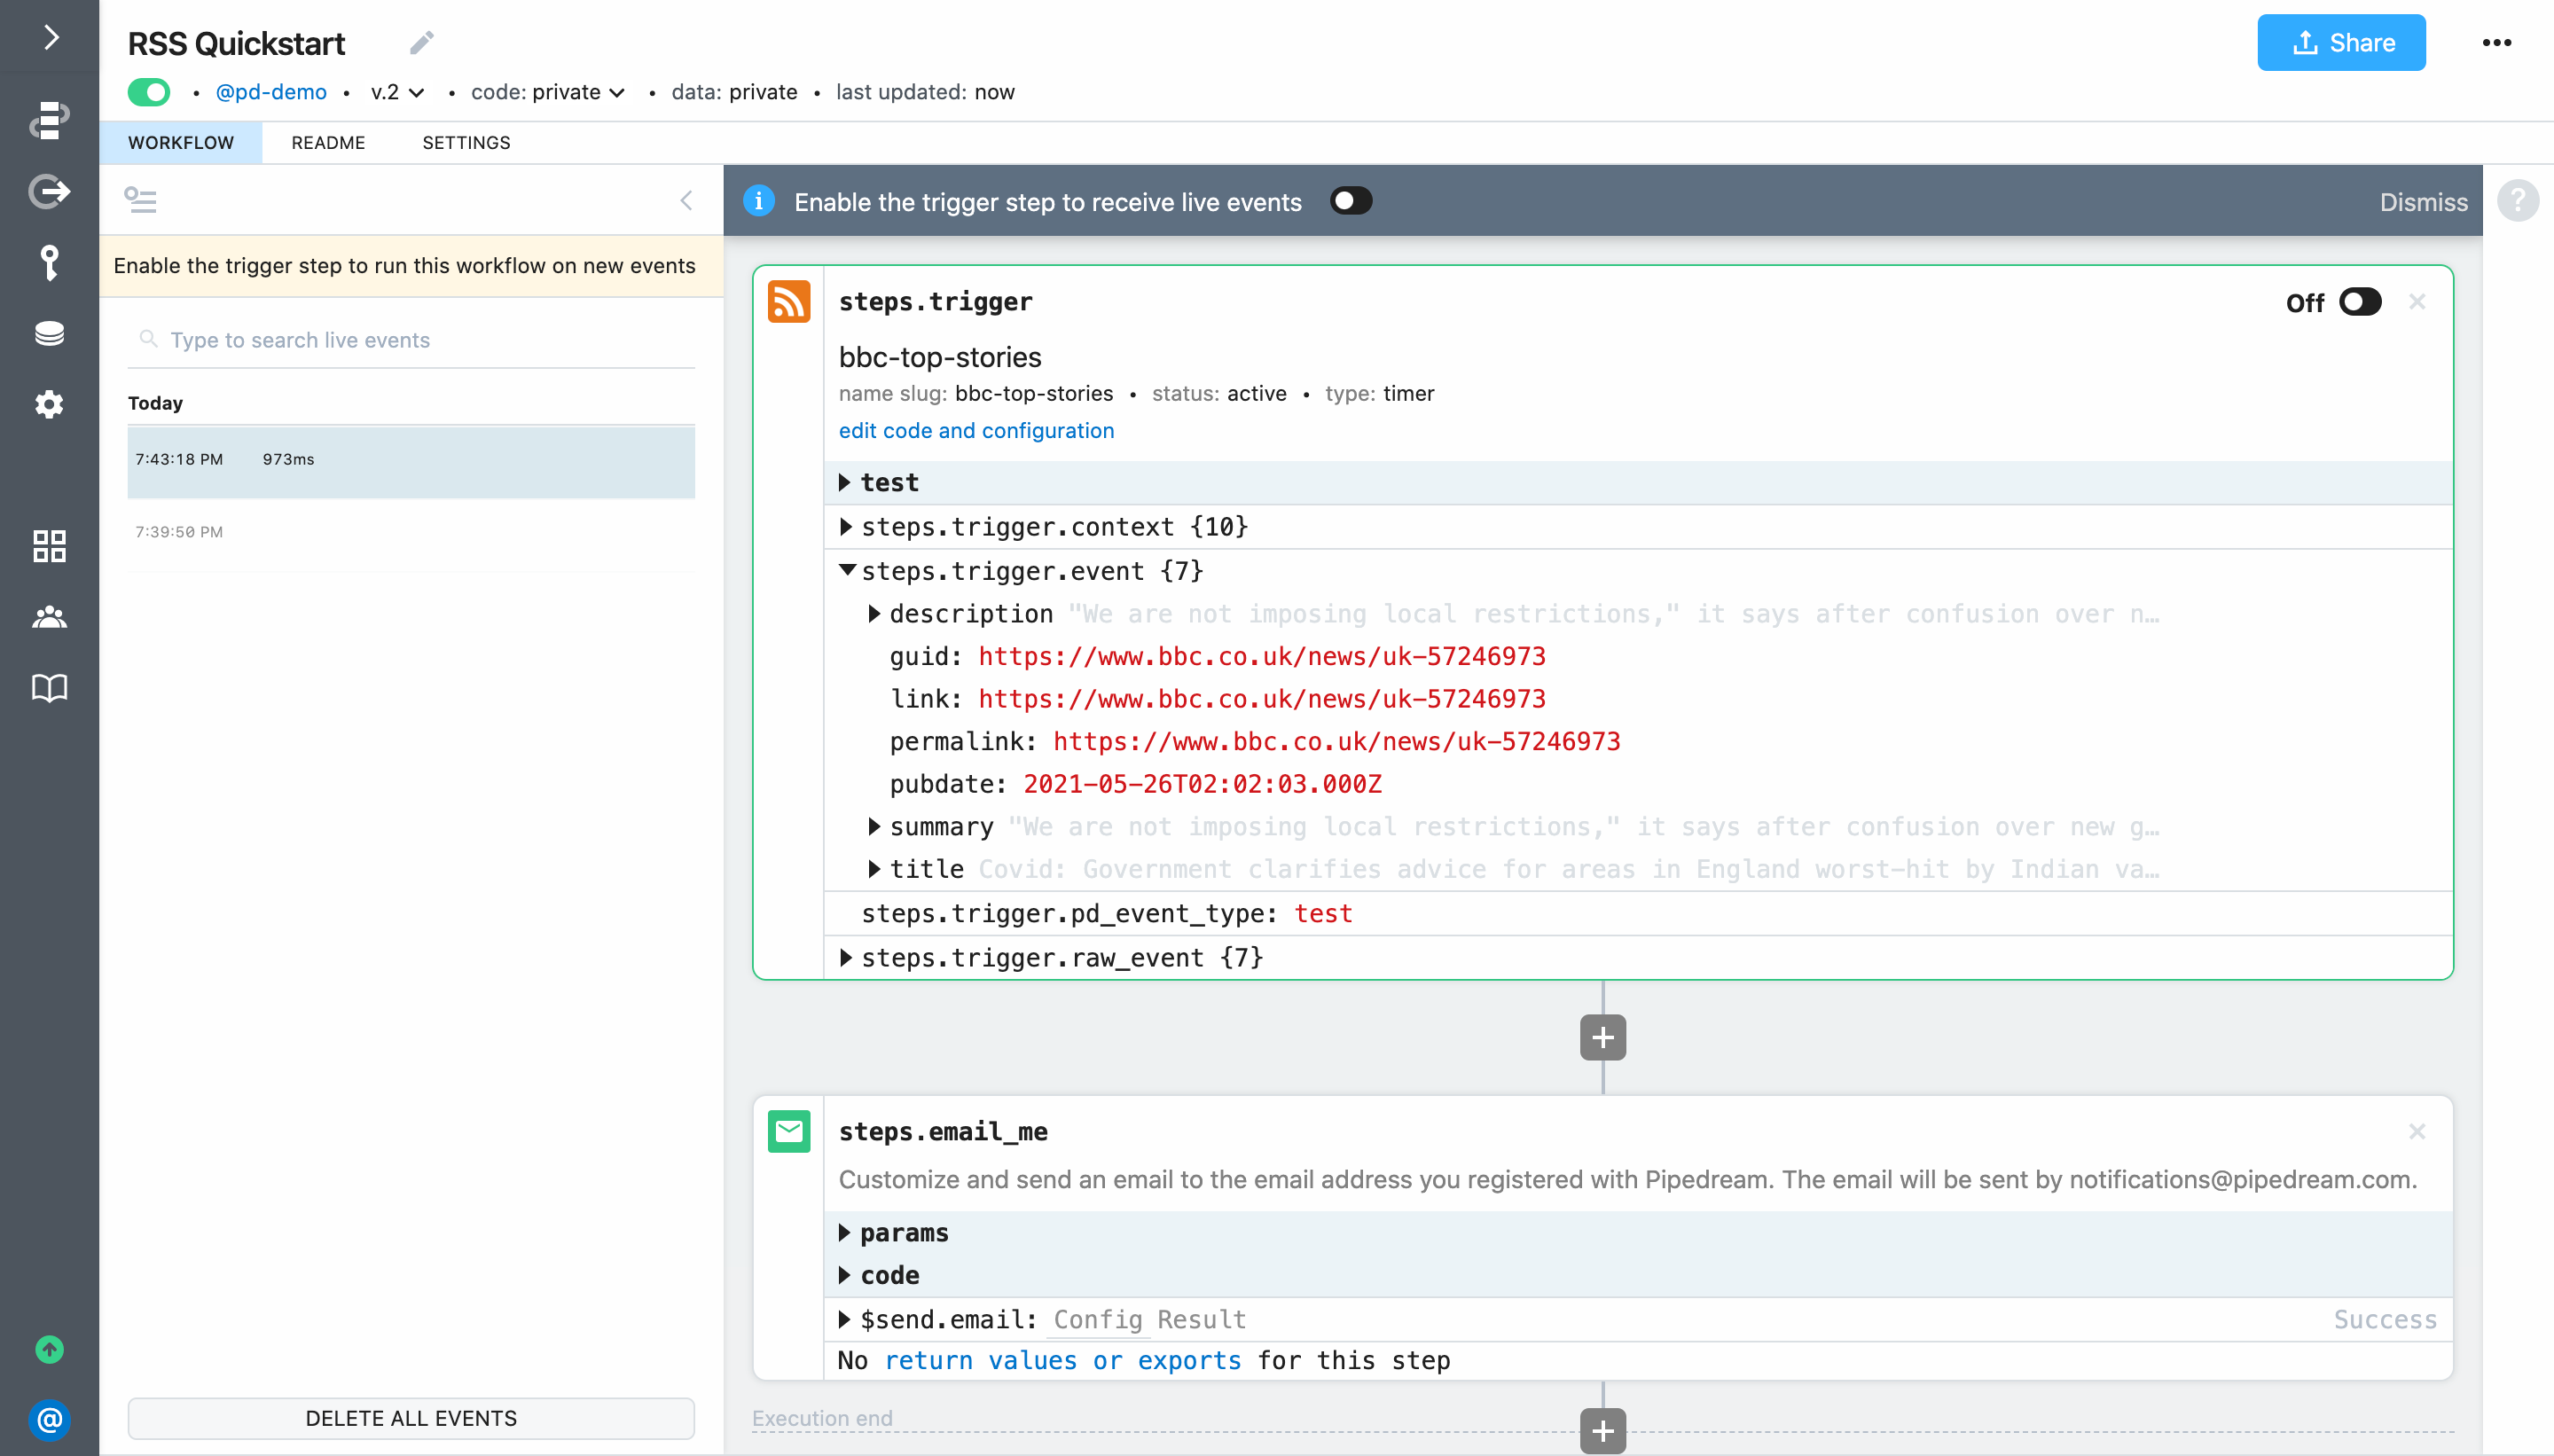 RSS Quickstart
Share
@pd-demo • v.2 • code: private • data: private • last updated: now
WORKFLOW README SETTINGS
Enable the trigger step to receive live events
Dismiss
?
Enable the trigger step to run this workflow on new events
Type to search live events
Today
7:43:18 PM 973ms
7:39:50 PM
DELETE ALL EVENTS
steps.trigger
Off
bbc-top-stories
name slug: bbc-top-stories • status: active • type: timer
edit code and configuration
test
steps.trigger.context {10}
steps.trigger.event {7}
description "We are not imposing local restrictions," it says after confusion over n…
guid: https://www.bbc.co.uk/news/uk-57246973
link: https://www.bbc.co.uk/news/uk-57246973
permalink: https://www.bbc.co.uk/news/uk-57246973
pubdate: 2021-05-26T02:02:03.000Z
summary "We are not imposing local restrictions," it says after confusion over new g…
title Covid: Government clarifies advice for areas in England worst-hit by Indian va…
steps.trigger.pd_event_type: test
steps.trigger.raw_event {7}
steps.email_me
Customize and send an email to the email address you registered with Pipedream. The email will be sent by notifications@pipedream.com.
params
code
$send.email: Config Result
Success
No return values or exports for this step
Execution end